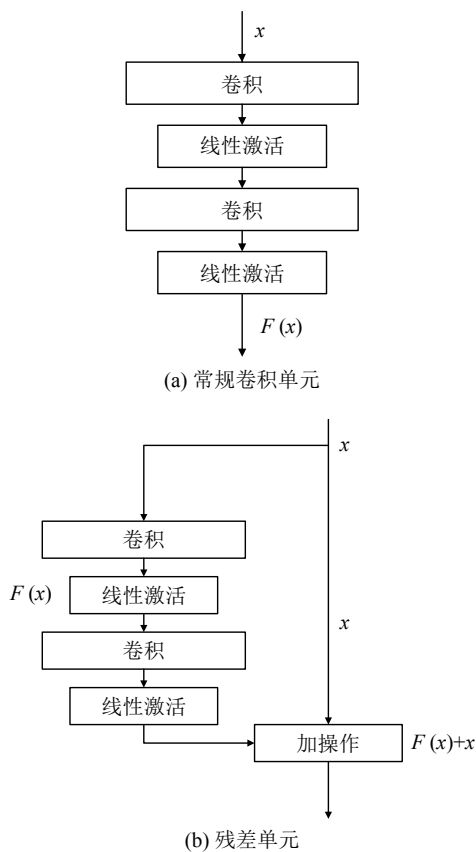 x
卷积
线性激活
卷积
线性激活
F (x)
(a) 常规卷积单元
x
卷积
F (x)
线性激活
x
卷积
线性激活
加操作
F (x)+x
(b) 残差单元